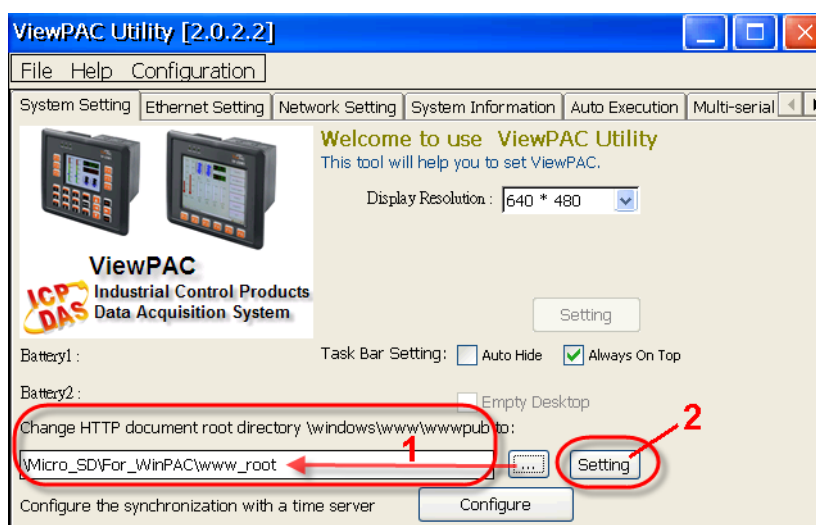 ViewPAC Utility [2.0.2.2]
File Help Configuration
System Setting Ethernet Setting Network Setting System Information Auto Execution Multi-serial
Welcome to use ViewPAC Utility
This tool will help you to set ViewPAC.
Display Resolution : 640 * 480
ViewPAC
ICP DAS
Industrial Control Products
Data Acquisition System
Setting
Battery1 :
Task Bar Setting: Auto Hide Always On Top
Battery2 :
Empty Desktop
2
Change HTTP document root directory \windows\www\wwwpub to:
1
\Micro_SD\For_WinPAC\www_root ... Setting
Configure the synchronization with a time server Configure